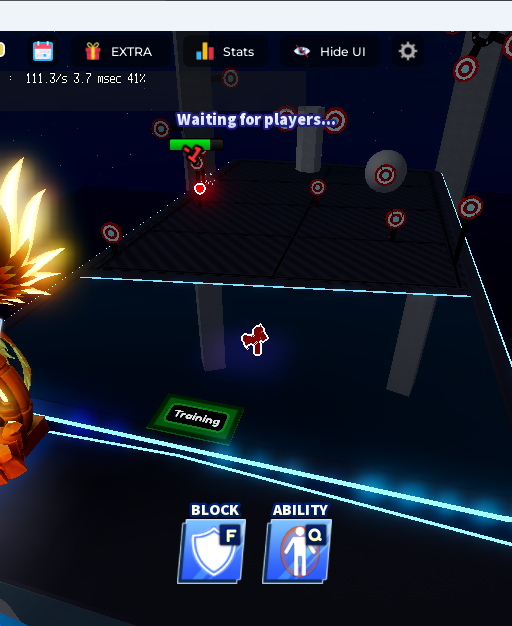 EXTRA
Stats
Hide UI
: 111.3/s 3.7 msec 41%
Waiting for players...
Training
BLOCK
ABILITY
F
Q